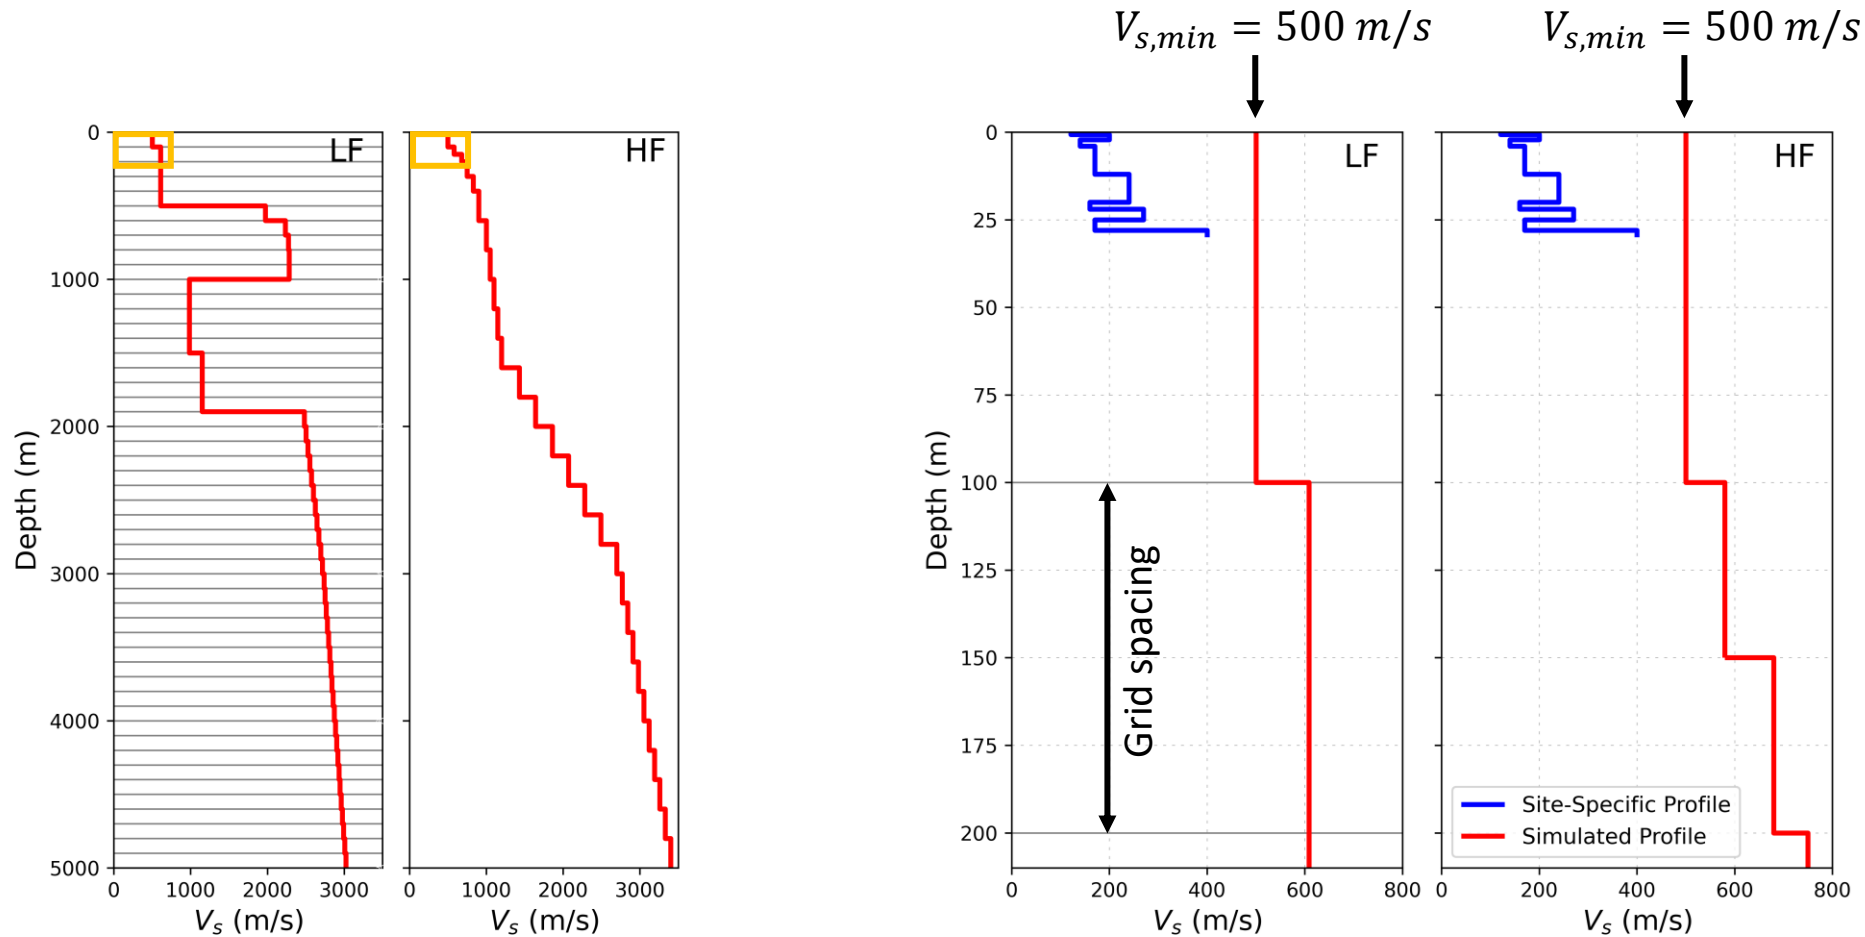 V_{s,min} = 500 m/s
V_{s,min} = 500 m/s
LF
HF
0
1000
2000
3000
4000
5000
Depth (m)
0
1000
2000
3000
V_s (m/s)
0
1000
2000
3000
V_s (m/s)
LF
HF
0
25
50
75
100
125
150
175
200
Depth (m)
Grid spacing
0
200
400
600
800
V_s (m/s)
Site-Specific Profile
Simulated Profile
0
200
400
600
800
V_s (m/s)